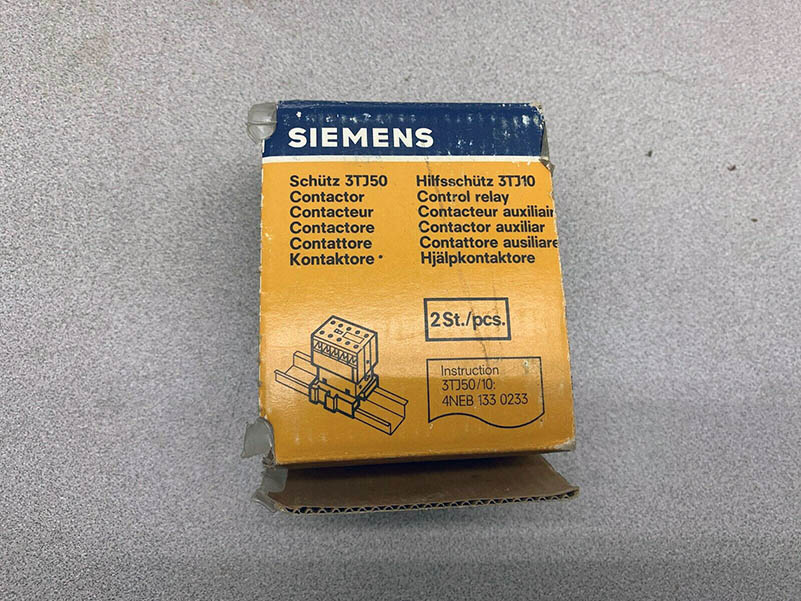 SIEMENS
Schütz 3TJ50
Contactor
Contacteur
Contactore
Contattore
Kontaktore
Hilfsschütz 3TJ10
Control relay
Contacteur auxiliair
Contactor auxiliar
Contattore ausiliare
Hjälpkontaktore
2 St./pcs.
Instruction
3TJ50/10:
4NEB 133 0233